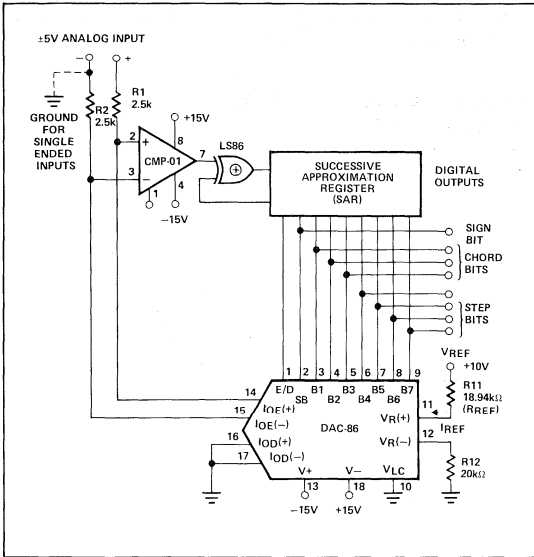 ±5V ANALOG INPUT
− +
R1
2.5k
R2
2.5k
GROUND
FOR
SINGLE
ENDED
INPUTS
+15V
2 + 8
CMP-01
7
LS86
3 − 4
1
−15V
SUCCESSIVE
APPROXIMATION
REGISTER
(SAR)
DIGITAL
OUTPUTS
SIGN
BIT
CHORD
BITS
STEP
BITS
1 2 3 4 5 6 7 8 9
E/D SB B1 B2 B3 B4 B5 B6 B7
14 IOE(+)
15 IOE(−)
16 IOD(+)
17 IOD(−)
DAC-86
VREF
+10V
R11
18.94kΩ
(RREF)
11
VR(+)
IREF
12
VR(−)
R12
20kΩ
V+ V− VLC
13 18 10
−15V +15V